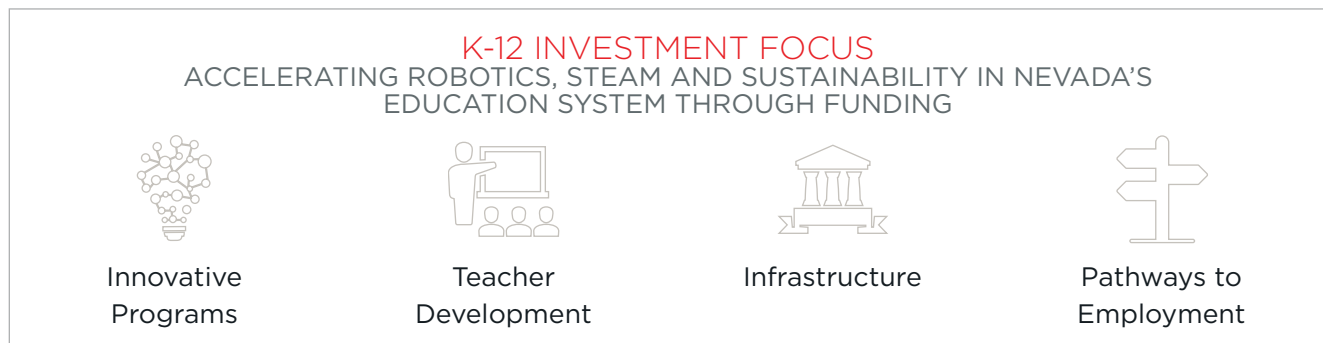 K-12 INVESTMENT FOCUS
ACCELERATING ROBOTICS, STEAM AND SUSTAINABILITY IN NEVADA’S
EDUCATION SYSTEM THROUGH FUNDING
Innovative
Programs
Teacher
Development
Infrastructure
Pathways to
Employment